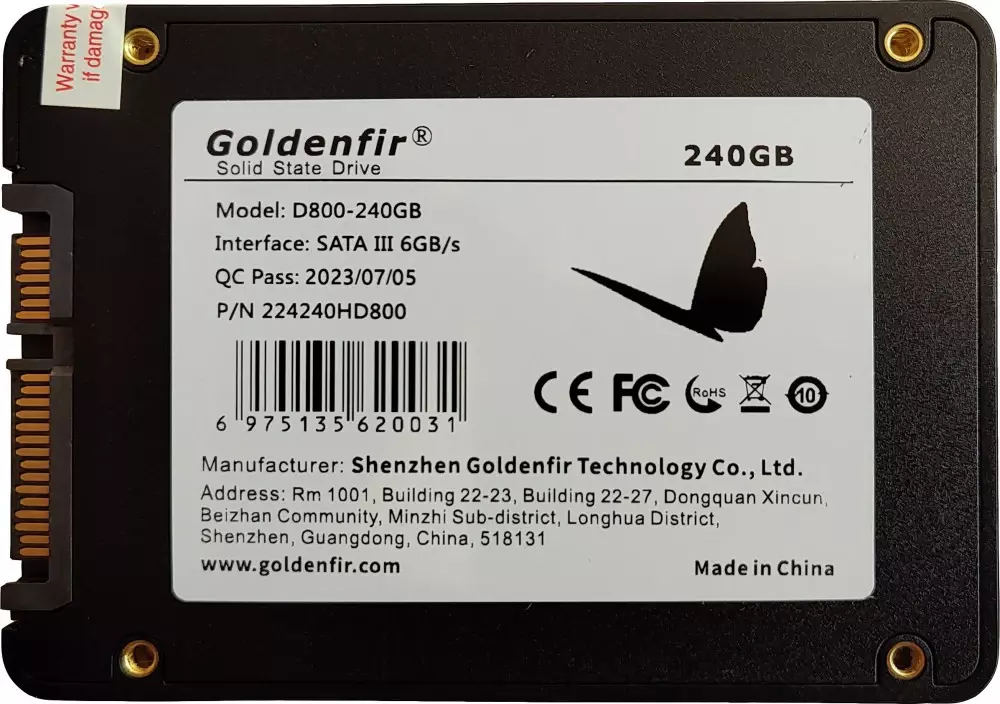 Warranty
if damag
Goldenfir®
Solid State Drive
240GB
Model: D800-240GB
Interface: SATA III 6GB/s
QC Pass: 2023/07/05
P/N 224240HD800
6 975135 620031
CE FC RoHS 10
Manufacturer: Shenzhen Goldenfir Technology Co., Ltd.
Address: Rm 1001, Building 22-23, Building 22-27, Dongquan Xincun,
Beizhan Community, Minzhi Sub-district, Longhua District,
Shenzhen, Guangdong, China, 518131
www.goldenfir.com
Made in China